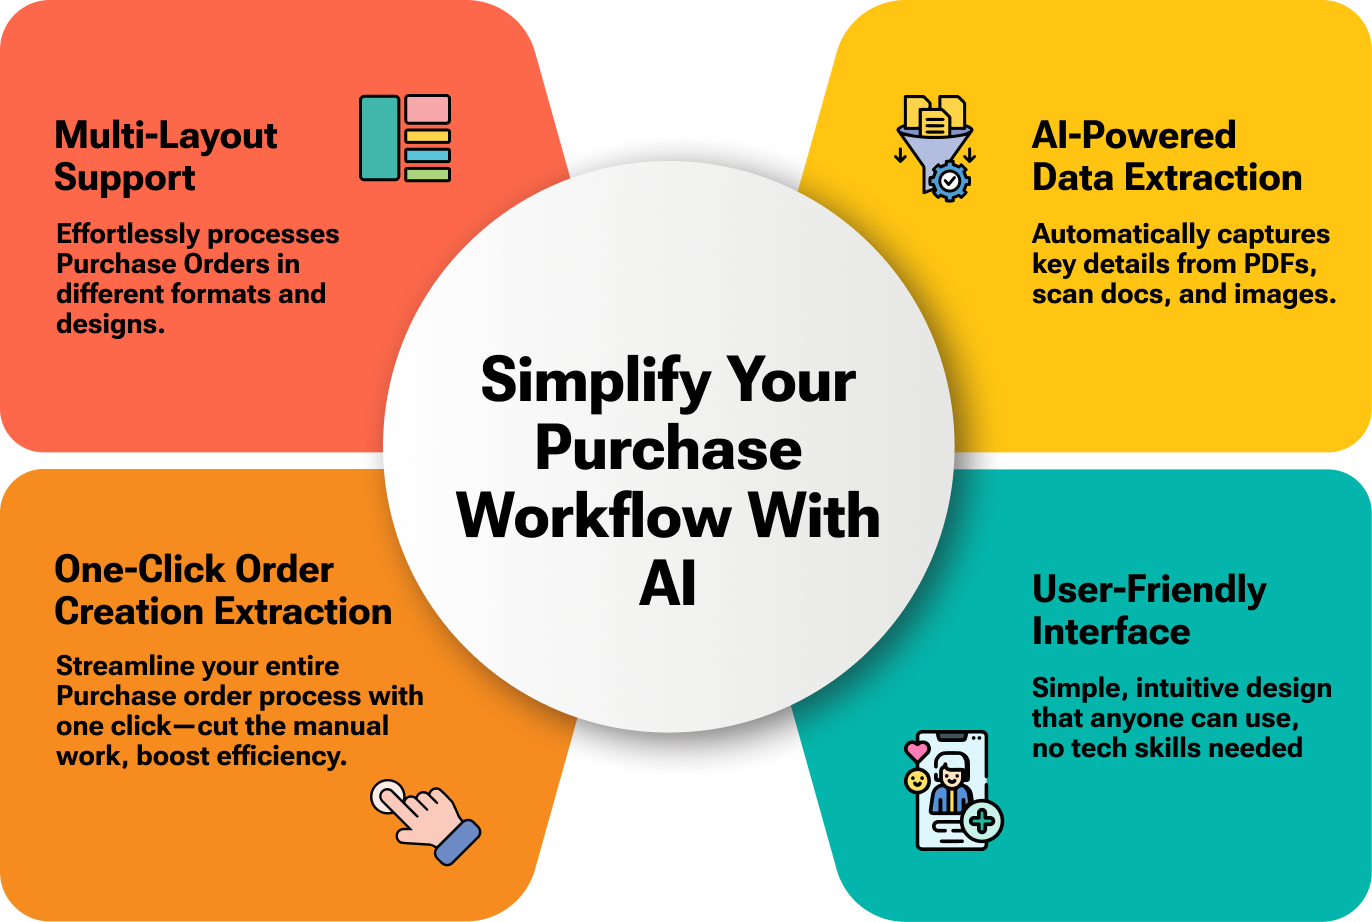 Multi-Layout
Support
Effortlessly processes
Purchase Orders in
different formats and
designs.
AI-Powered
Data Extraction
Automatically captures
key details from PDFs,
scan docs, and images.
Simplify Your
Purchase
Workflow With
AI
One-Click Order
Creation Extraction
Streamline your entire
Purchase order process with
one click—cut the manual
work, boost efficiency.
User-Friendly
Interface
Simple, intuitive design
that anyone can use,
no tech skills needed